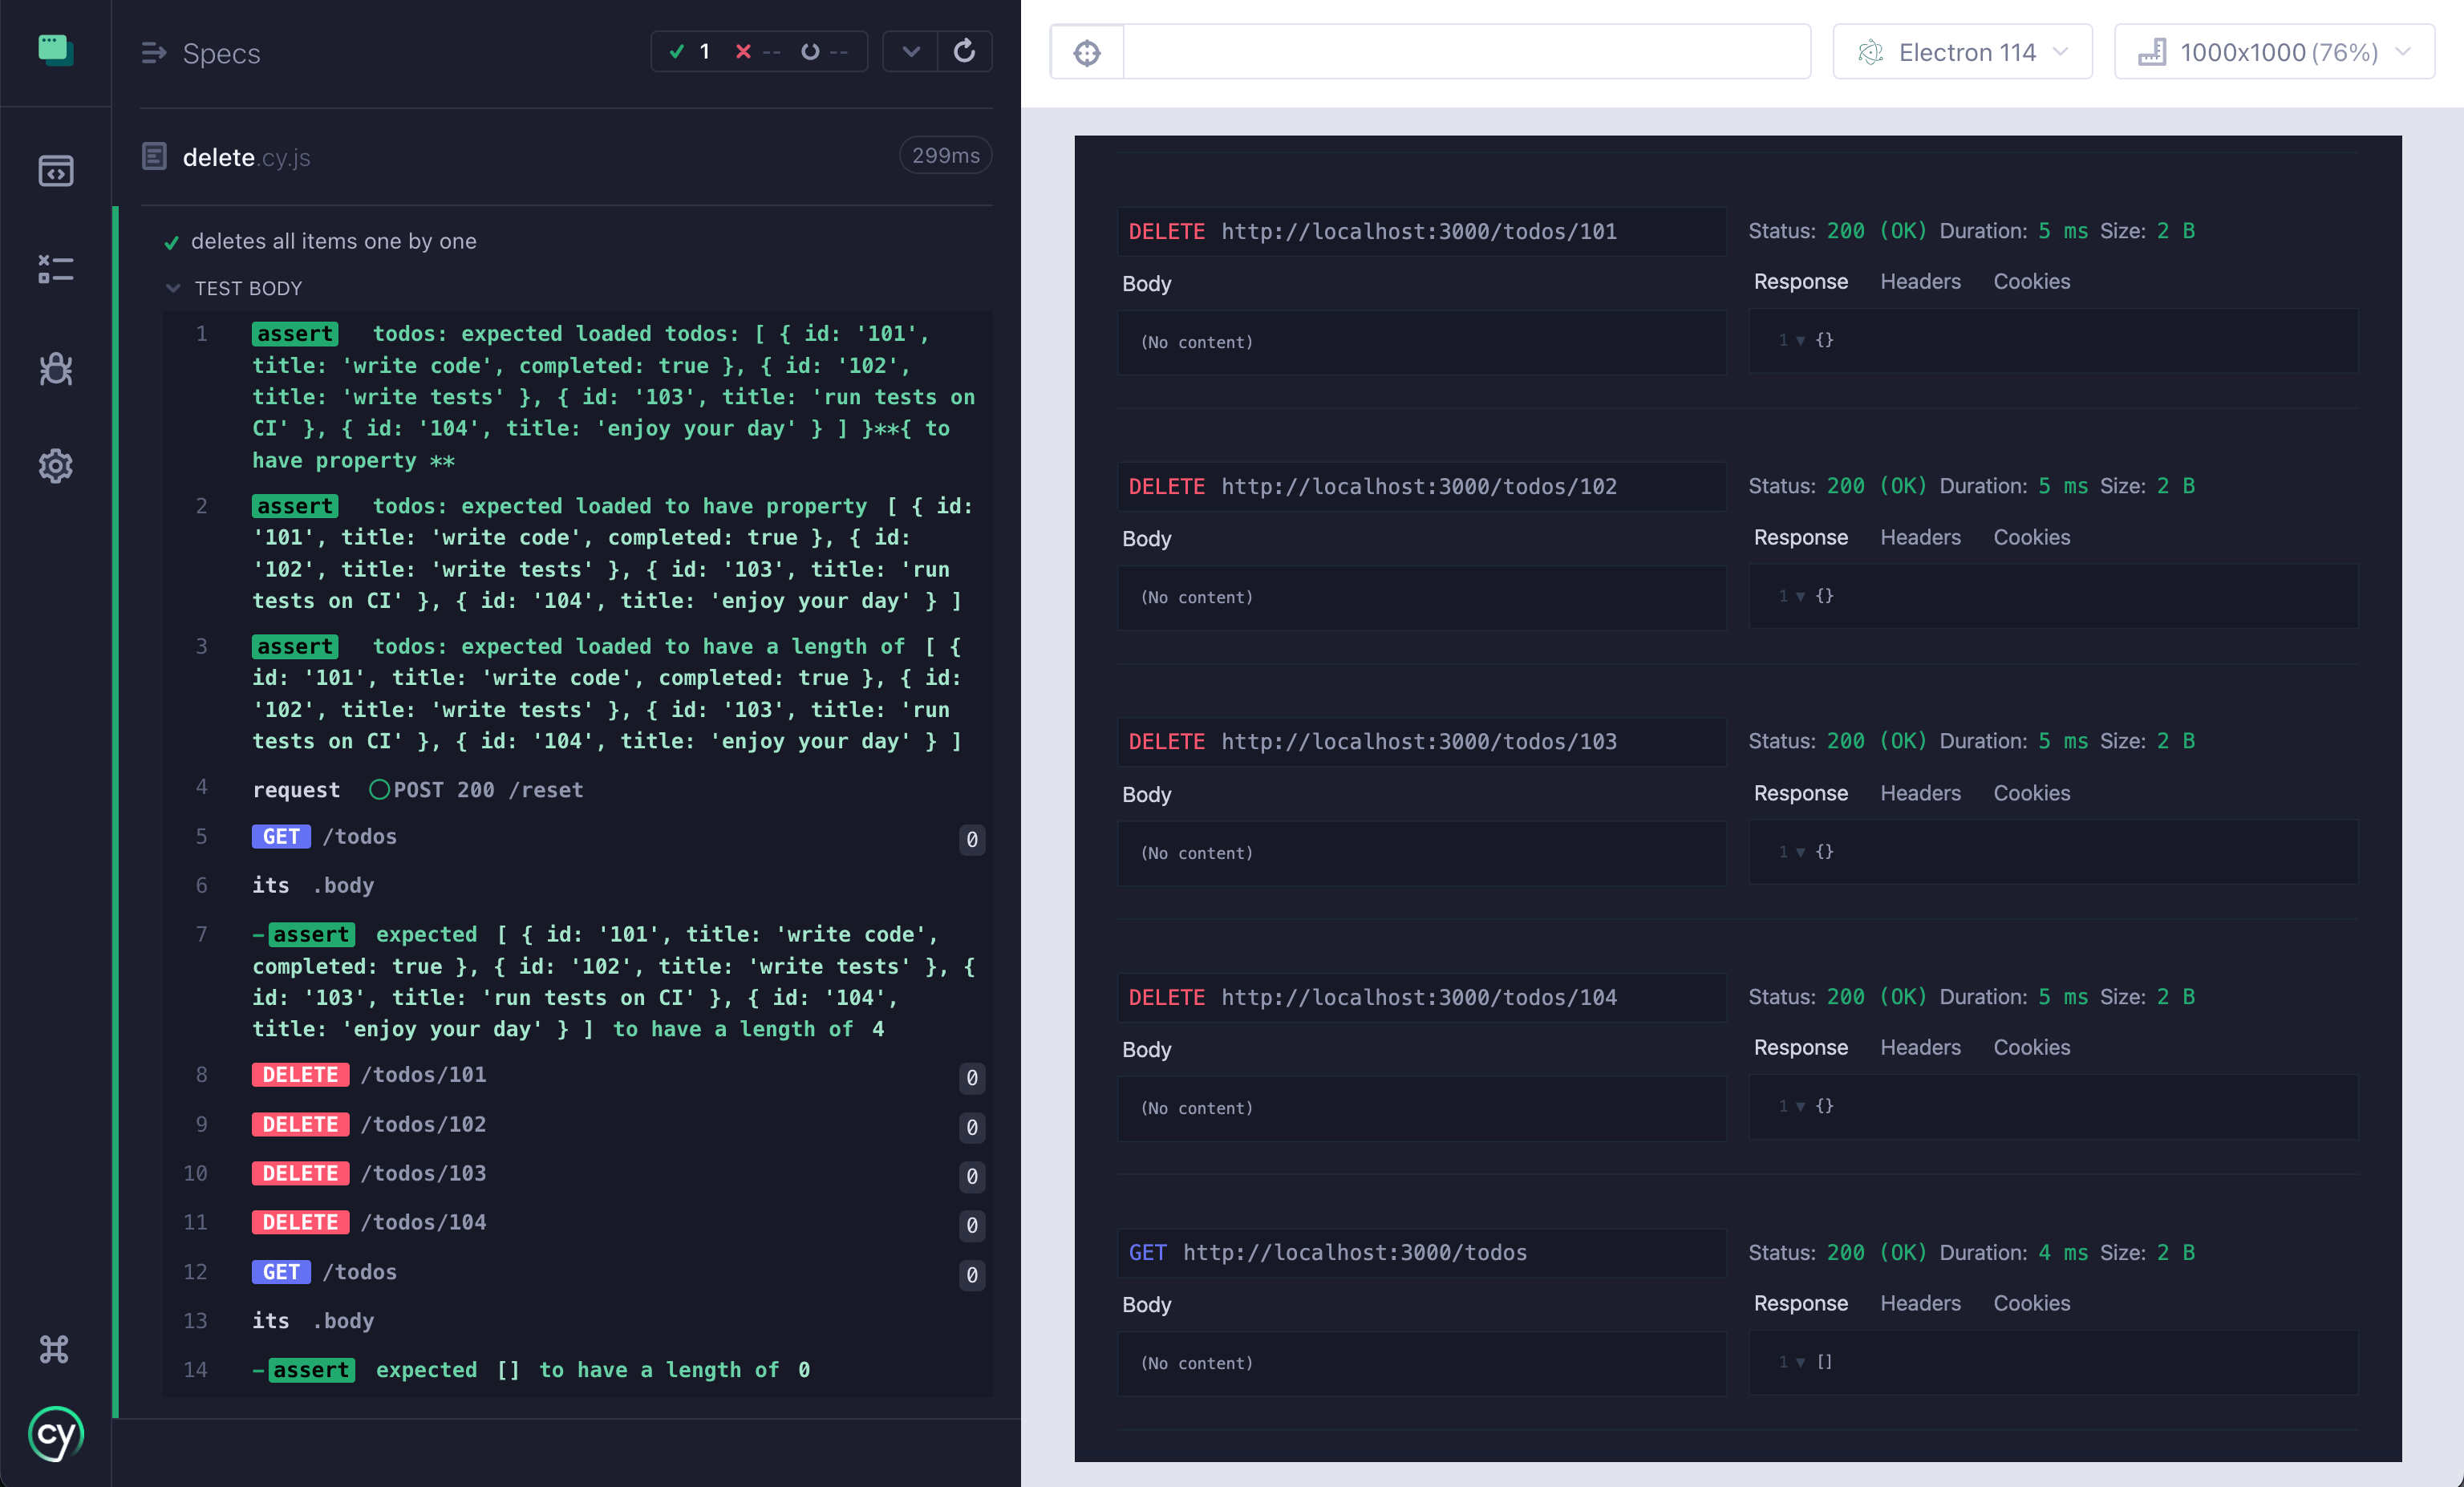 Specs
1 -- --
delete.cy.js
299ms
deletes all items one by one
TEST BODY
1 assert todos: expected loaded todos: [ { id: '101',
title: 'write code', completed: true }, { id: '102',
title: 'write tests' }, { id: '103', title: 'run tests on
CI' }, { id: '104', title: 'enjoy your day' } ] }**{ to
have property **
2 assert todos: expected loaded to have property [ { id:
'101', title: 'write code', completed: true }, { id:
'102', title: 'write tests' }, { id: '103', title: 'run
tests on CI' }, { id: '104', title: 'enjoy your day' } ]
3 assert todos: expected loaded to have a length of [ {
id: '101', title: 'write code', completed: true }, { id:
'102', title: 'write tests' }, { id: '103', title: 'run
tests on CI' }, { id: '104', title: 'enjoy your day' } ]
4 request POST 200 /reset
5 GET /todos 0
6 its .body
7 -assert expected [ { id: '101', title: 'write code',
completed: true }, { id: '102', title: 'write tests' }, {
id: '103', title: 'run tests on CI' }, { id: '104',
title: 'enjoy your day' } ] to have a length of 4
8 DELETE /todos/101 0
9 DELETE /todos/102 0
10 DELETE /todos/103 0
11 DELETE /todos/104 0
12 GET /todos 0
13 its .body
14 -assert expected [] to have a length of 0
cy
Electron 114
1000x1000 (76%)
DELETE http://localhost:3000/todos/101
Status: 200 (OK) Duration: 5 ms Size: 2 B
Body
Response Headers Cookies
(No content)
1 ▼ {}
DELETE http://localhost:3000/todos/102
Status: 200 (OK) Duration: 5 ms Size: 2 B
Body
Response Headers Cookies
(No content)
1 ▼ {}
DELETE http://localhost:3000/todos/103
Status: 200 (OK) Duration: 5 ms Size: 2 B
Body
Response Headers Cookies
(No content)
1 ▼ {}
DELETE http://localhost:3000/todos/104
Status: 200 (OK) Duration: 5 ms Size: 2 B
Body
Response Headers Cookies
(No content)
1 ▼ {}
GET http://localhost:3000/todos
Status: 200 (OK) Duration: 4 ms Size: 2 B
Body
Response Headers Cookies
(No content)
1 ▼ []